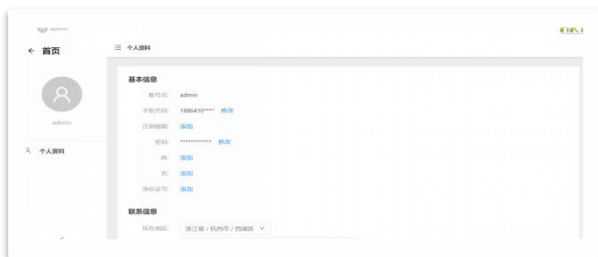 admin
← 首页
个人资料
admin
个人资料
基本信息
账号名: admin
手机号码: 1886410**** 修改
注册邮箱: 添加
密码: ************ 修改
姓: 添加
名: 添加
身份证号: 添加
联系信息
所在地区: 浙江省 / 杭州市 / 西湖区